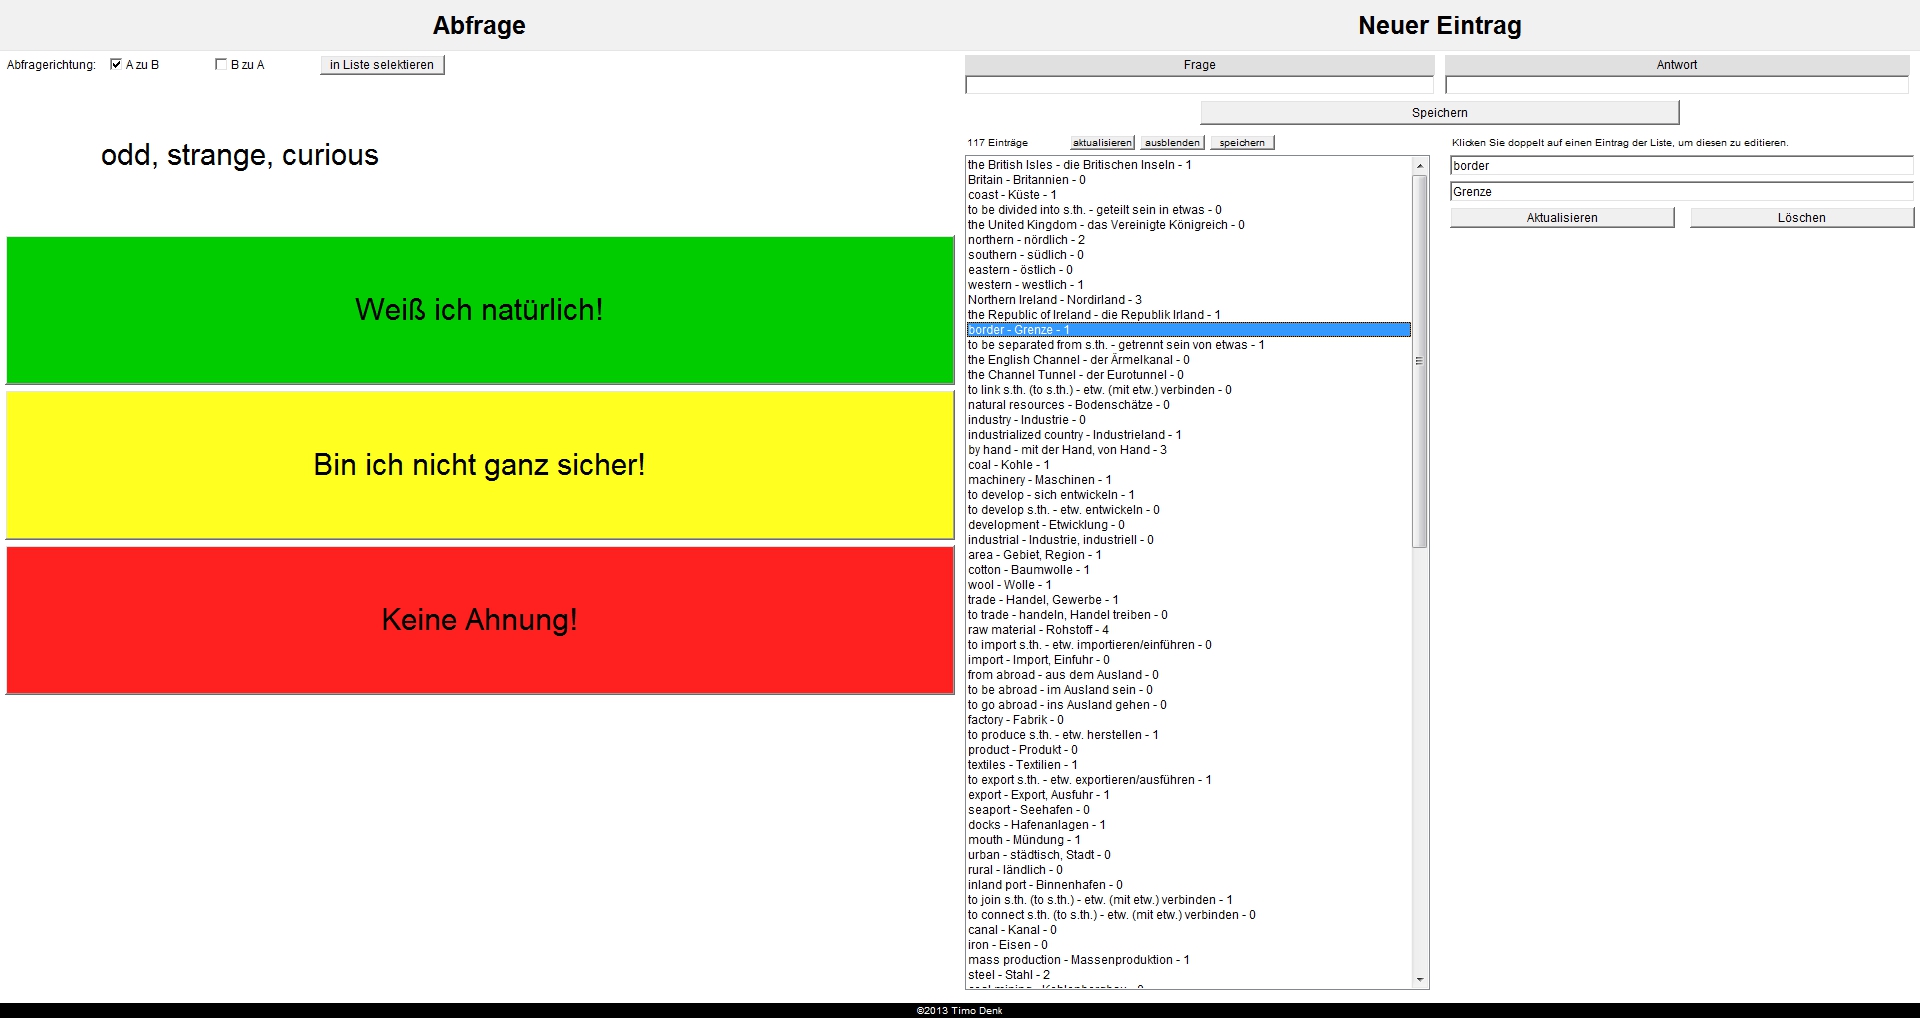 Abfrage
Neuer Eintrag
Abfragerichtung: A zu B B zu A in Liste selektieren
odd, strange, curious
Weiß ich natürlich!
Bin ich nicht ganz sicher!
Keine Ahnung!
Frage Antwort
Speichern
117 Einträge aktualisieren ausblenden speichern
the British Isles - die Britischen Inseln - 1
Britain - Britannien - 0
coast - Küste - 1
to be divided into s.th. - geteilt sein in etwas - 0
the United Kingdom - das Vereinigte Königreich - 0
northern - nördlich - 2
southern - südlich - 0
eastern - östlich - 0
western - westlich - 1
Northern Ireland - Nordirland - 3
the Republic of Ireland - die Republik Irland - 1
border - Grenze - 1
to be separated from s.th. - getrennt sein von etwas - 1
the English Channel - der Ärmelkanal - 0
the Channel Tunnel - der Eurotunnel - 0
to link s.th. (to s.th.) - etw. (mit etw.) verbinden - 0
natural resources - Bodenschätze - 0
industry - Industrie - 0
industrialized country - Industrieland - 1
by hand - mit der Hand, von Hand - 3
coal - Kohle - 1
machinery - Maschinen - 1
to develop - sich entwickeln - 1
to develop s.th. - etw. entwickeln - 0
development - Etwicklung - 0
industrial - Industrie, industriell - 0
area - Gebiet, Region - 1
cotton - Baumwolle - 1
wool - Wolle - 1
trade - Handel, Gewerbe - 1
to trade - handeln, Handel treiben - 0
raw material - Rohstoff - 4
to import s.th. - etw. importieren/einführen - 0
import - Import, Einfuhr - 0
from abroad - aus dem Ausland - 0
to be abroad - im Ausland sein - 0
to go abroad - ins Ausland gehen - 0
factory - Fabrik - 0
to produce s.th. - etw. herstellen - 1
product - Produkt - 0
textiles - Textilien - 1
to export s.th. - etw. exportieren/ausführen - 1
export - Export, Ausfuhr - 1
seaport - Seehafen - 0
docks - Hafenanlagen - 1
mouth - Mündung - 1
urban - städtisch, Stadt - 0
rural - ländlich - 0
inland port - Binnenhafen - 0
to join s.th. (to s.th.) - etw. (mit etw.) verbinden - 1
to connect s.th. (to s.th.) - etw. (mit etw.) verbinden - 0
canal - Kanal - 0
iron - Eisen - 0
mass production - Massenproduktion - 1
steel - Stahl - 2
Klicken Sie doppelt auf einen Eintrag der Liste, um diesen zu editieren.
border
Grenze
Aktualisieren Löschen
©2013 Timo Denk